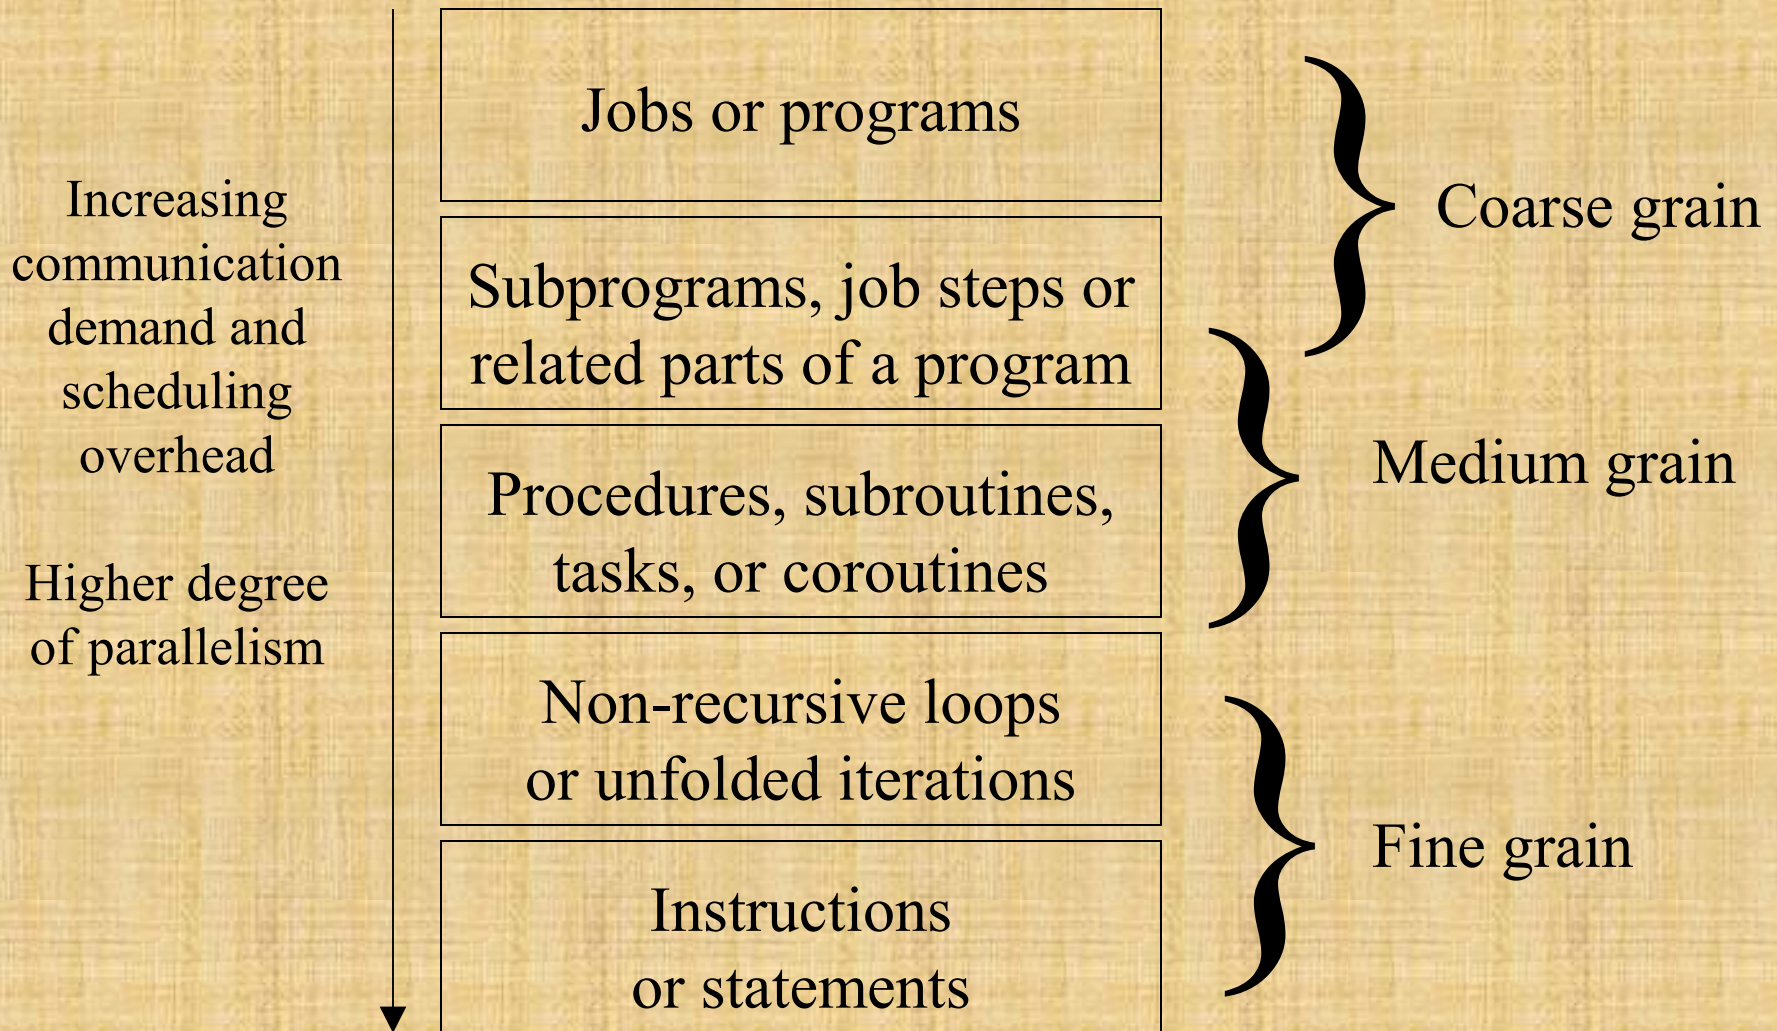 Increasing
communication
demand and
scheduling
overhead
Higher degree
of parallelism
Jobs or programs
Subprograms, job steps or
related parts of a program
Procedures, subroutines,
tasks, or coroutines
Non-recursive loops
or unfolded iterations
Instructions
or statements
Coarse grain
Medium grain
Fine grain